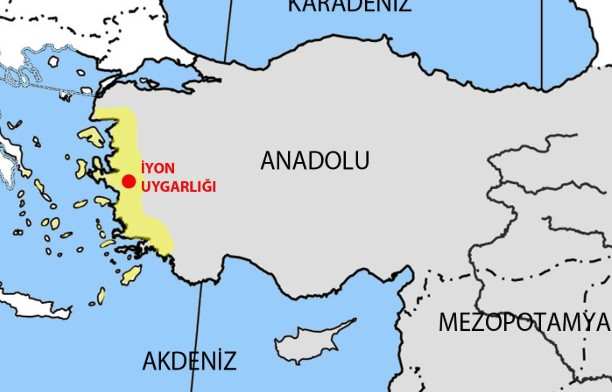 KARADENİZ
ANADOLU
İYON
UYGARLIĞI
MEZOPOTAMYA
AKDENİZ